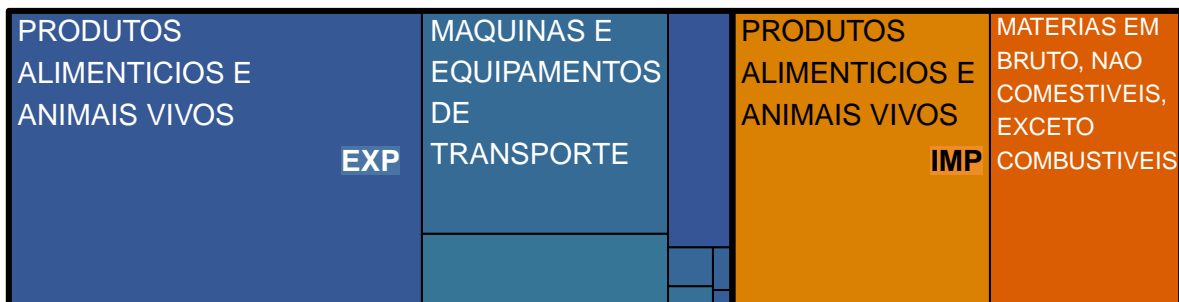 PRODUTOS
ALIMENTICIOS E
ANIMAIS VIVOS
EXP
MAQUINAS E
EQUIPAMENTOS
DE
TRANSPORTE
PRODUTOS
ALIMENTICIOS E
ANIMAIS VIVOS
IMP
MATERIAS EM
BRUTO, NAO
COMESTIVEIS,
EXCETO
COMBUSTIVEIS